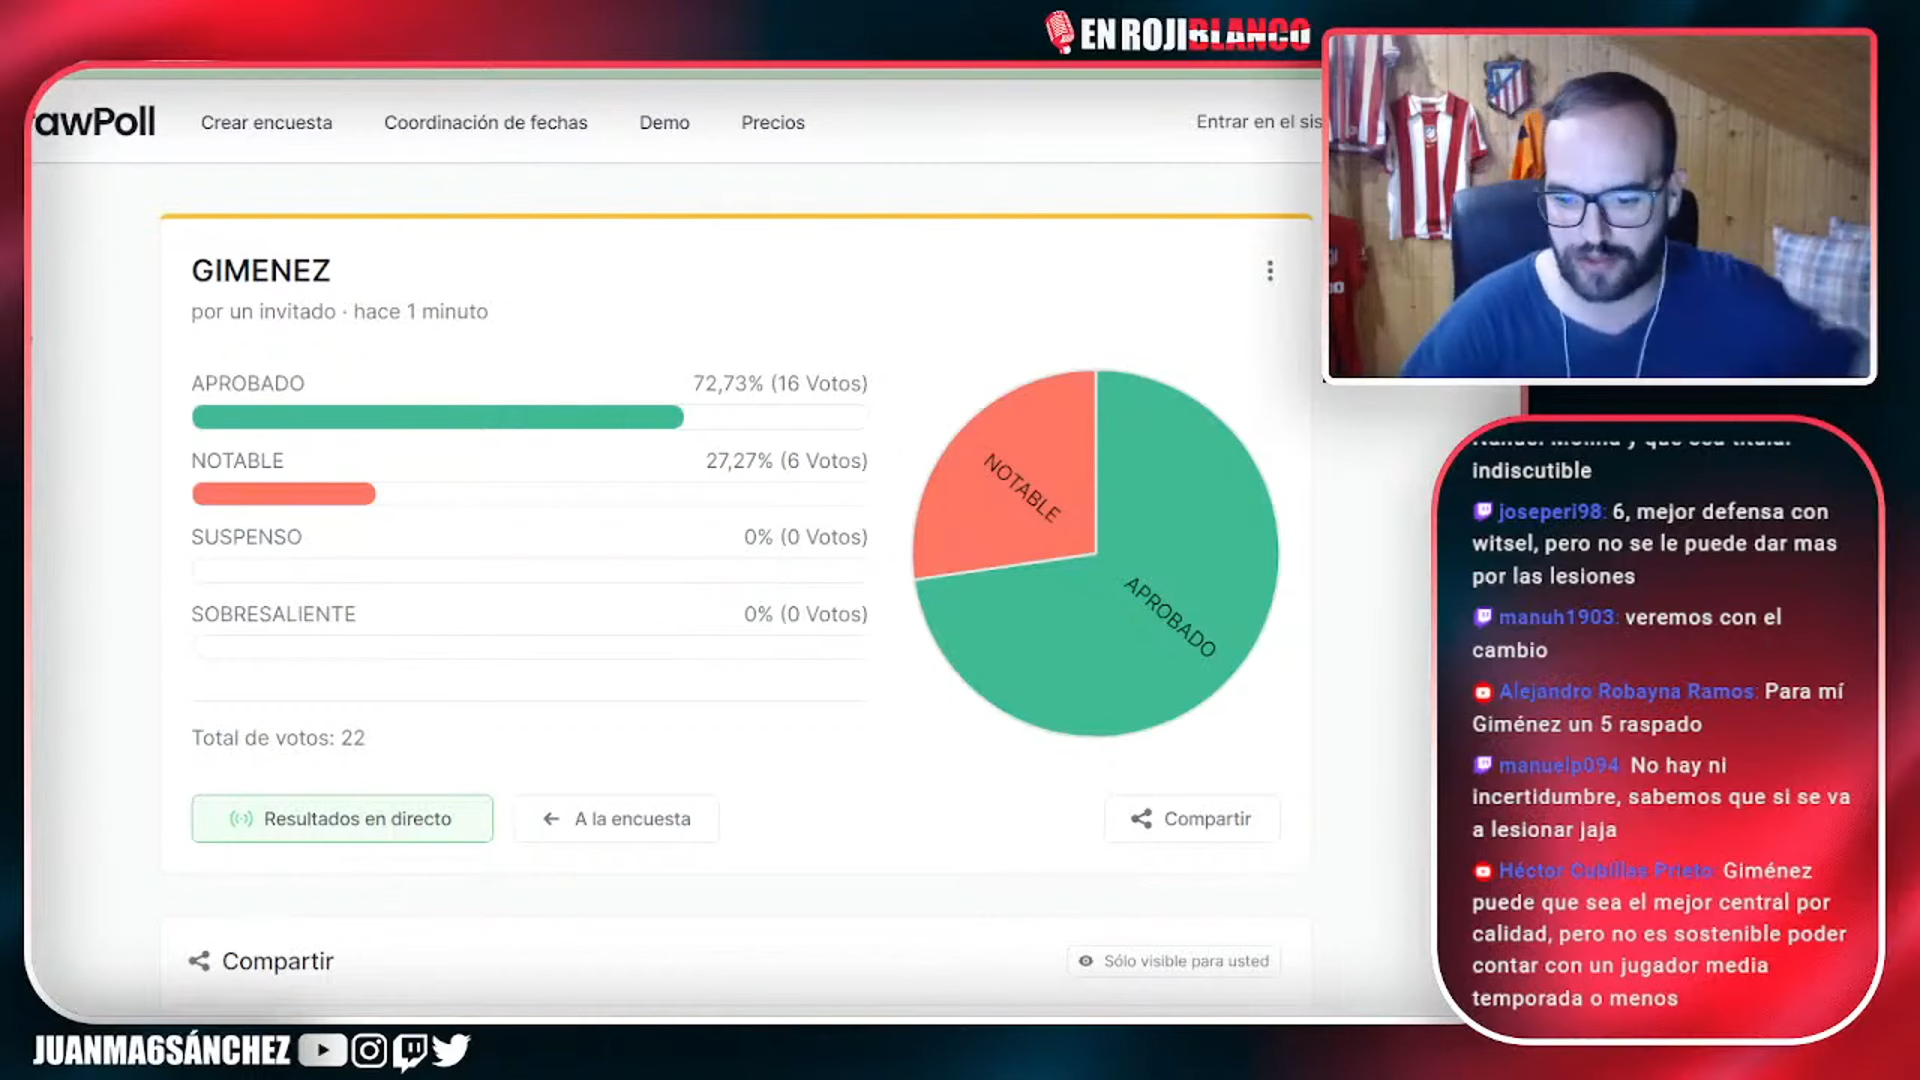 EN ROJIBLANCO
awPoll
Crear encuesta
Coordinación de fechas
Demo
Precios
Entrar en el sis
GIMENEZ
por un invitado · hace 1 minuto
APROBADO
72,73% (16 Votos)
NOTABLE
27,27% (6 Votos)
SUSPENSO
0% (0 Votos)
SOBRESALIENTE
0% (0 Votos)
Total de votos: 22
NOTABLE
APROBADO
Resultados en directo
A la encuesta
Compartir
Compartir
Sólo visible para usted
indiscutible
joseperi98: 6, mejor defensa con
witsel, pero no se le puede dar mas
por las lesiones
manuh1903: veremos con el
cambio
Alejandro Robayna Ramos: Para mí
Giménez un 5 raspado
manuelp094: No hay ni
incertidumbre, sabemos que si se va
a lesionar jaja
Héctor Cubillas Prieto: Giménez
puede que sea el mejor central por
calidad, pero no es sostenible poder
contar con un jugador media
temporada o menos
JUANMA6SÁNCHEZ